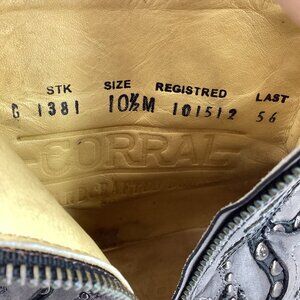 STK SIZE REGISTRED LAST
G 1381 10½M 101512 56
CORRAL